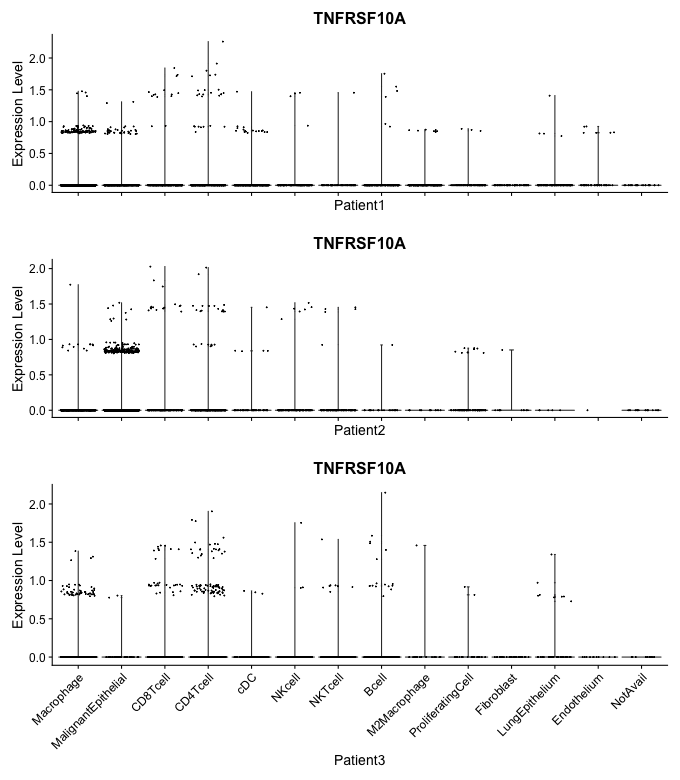 TNFRSF10A
Expression Level
2.0
1.5
1.0
0.5
0.0
Patient1
TNFRSF10A
Expression Level
2.0
1.5
1.0
0.5
0.0
Patient2
TNFRSF10A
Expression Level
2.0
1.5
1.0
0.5
0.0
Macrophage
MalignantEpithelial
CD8Tcell
CD4Tcell
cDC
NKcell
NKTcell
Bcell
M2Macrophage
ProliferatingCell
Fibroblast
LungEpithelium
Endothelium
NotAvail
Patient3